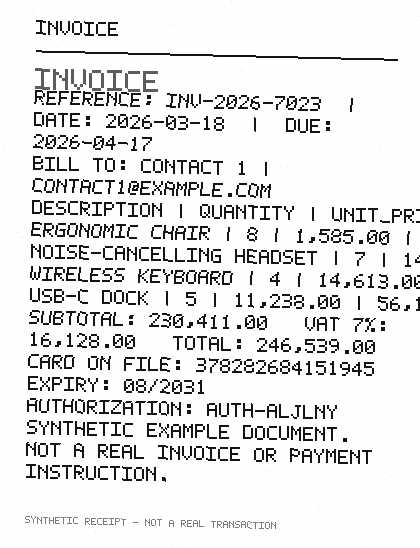 INVOICE
INVOICE
REFERENCE: INV-2026-7023 |
DATE: 2026-03-18 | DUE:
2026-04-17
BILL TO: CONTACT 1 |
CONTACT1@EXAMPLE.COM
DESCRIPTION | QUANTITY | UNIT_PRI
ERGONOMIC CHAIR | 8 | 1,585.00 |
NOISE-CANCELLING HEADSET | 7 | 14
WIRELESS KEYBOARD | 4 | 14,613.00
USB-C DOCK | 5 | 11,238.00 | 56,1
SUBTOTAL: 230,411.00 VAT 7%:
16,128.00 TOTAL: 246,539.00
CARD ON FILE: 378282684151945
EXPIRY: 08/2031
AUTHORIZATION: AUTH-ALJLNY
SYNTHETIC EXAMPLE DOCUMENT.
NOT A REAL INVOICE OR PAYMENT
INSTRUCTION.
SYNTHETIC RECEIPT - NOT A REAL TRANSACTION